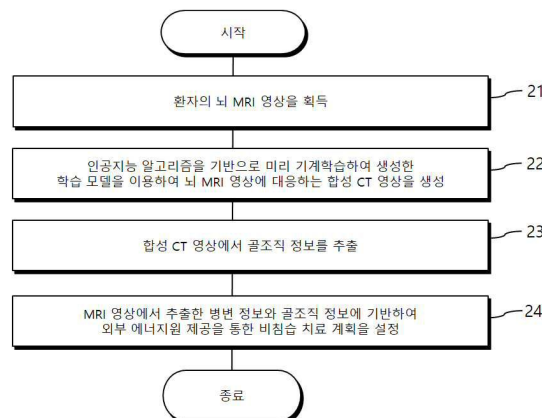 시작
환자의 뇌 MRI 영상을 획득
21
인공지능 알고리즘을 기반으로 미리 기계학습하여 생성한
학습 모델을 이용하여 뇌 MRI 영상에 대응하는 합성 CT 영상을 생성
22
합성 CT 영상에서 골조직 정보를 추출
23
MRI 영상에서 추출한 병변 정보와 골조직 정보에 기반하여
외부 에너지원 제공을 통한 비침습 치료 계획을 설정
24
종료